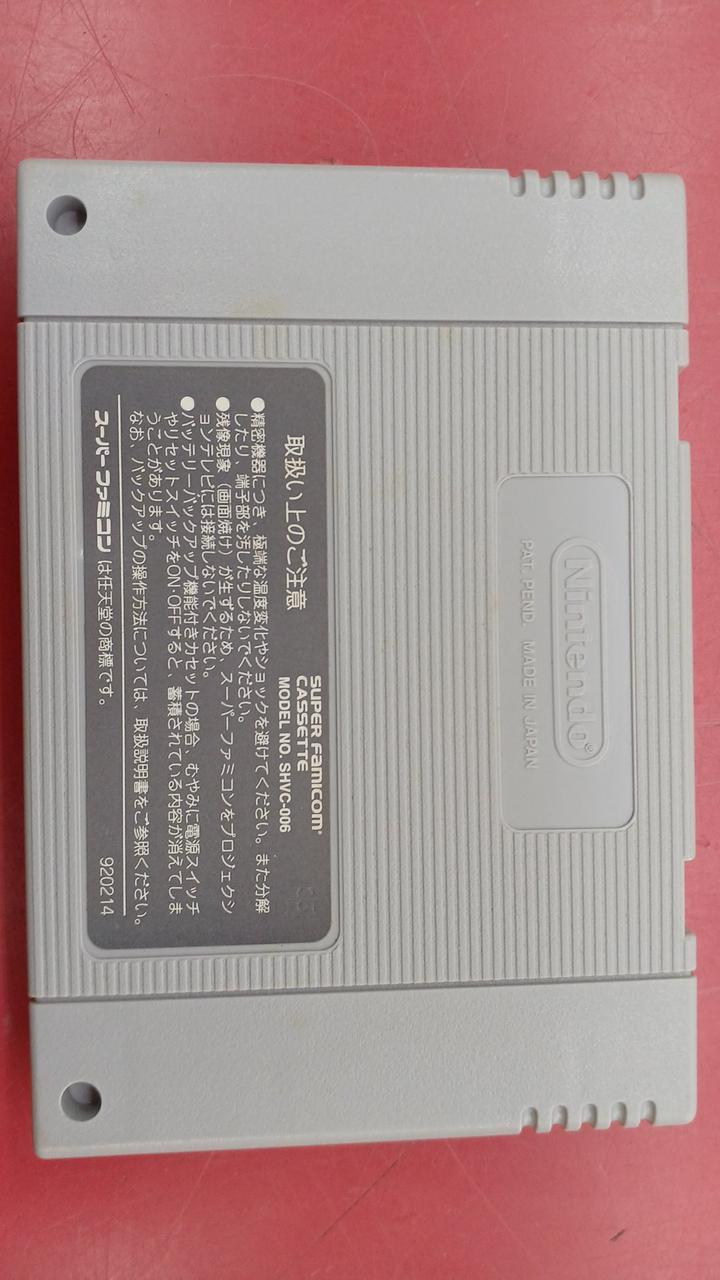 Nintendo®
PAT. PEND. MADE IN JAPAN
SUPER FAMICOM®
CASSETTE
MODEL NO. SHVC-006
取扱い上のご注意
●精密機器につき、極端な温度変化やショックを避けてください。また分解
したり、端子部を汚したりしないでください。
●残像現象（画面焼け）が生ずるため、スーパーファミコンをプロジェクシ
ョンテレビには接続しないでください。
●バッテリーバックアップ機能付きカセットの場合、むやみに電源スイッチ
やリセットスイッチをON・OFFすると、蓄積されている内容が消えてしま
うことがあります。
なお、バックアップの操作方法については、取扱説明書をご参照ください。
スーパーファミコン は任天堂の商標です。 920214